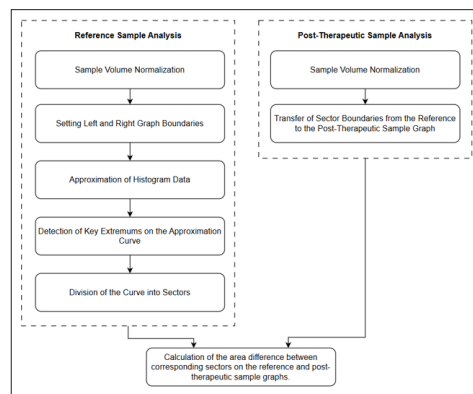 Reference Sample Analysis
Sample Volume Normalization
Setting Left and Right Graph Boundaries
Approximation of Histogram Data
Detection of Key Extremums on the Approximation
Curve
Division of the Curve into Sectors
Post-Therapeutic Sample Analysis
Sample Volume Normalization
Transfer of Sector Boundaries from the Reference
to the Post-Therapeutic Sample Graph
Calculation of the area difference between
corresponding sectors on the reference and post-
therapeutic sample graphs.